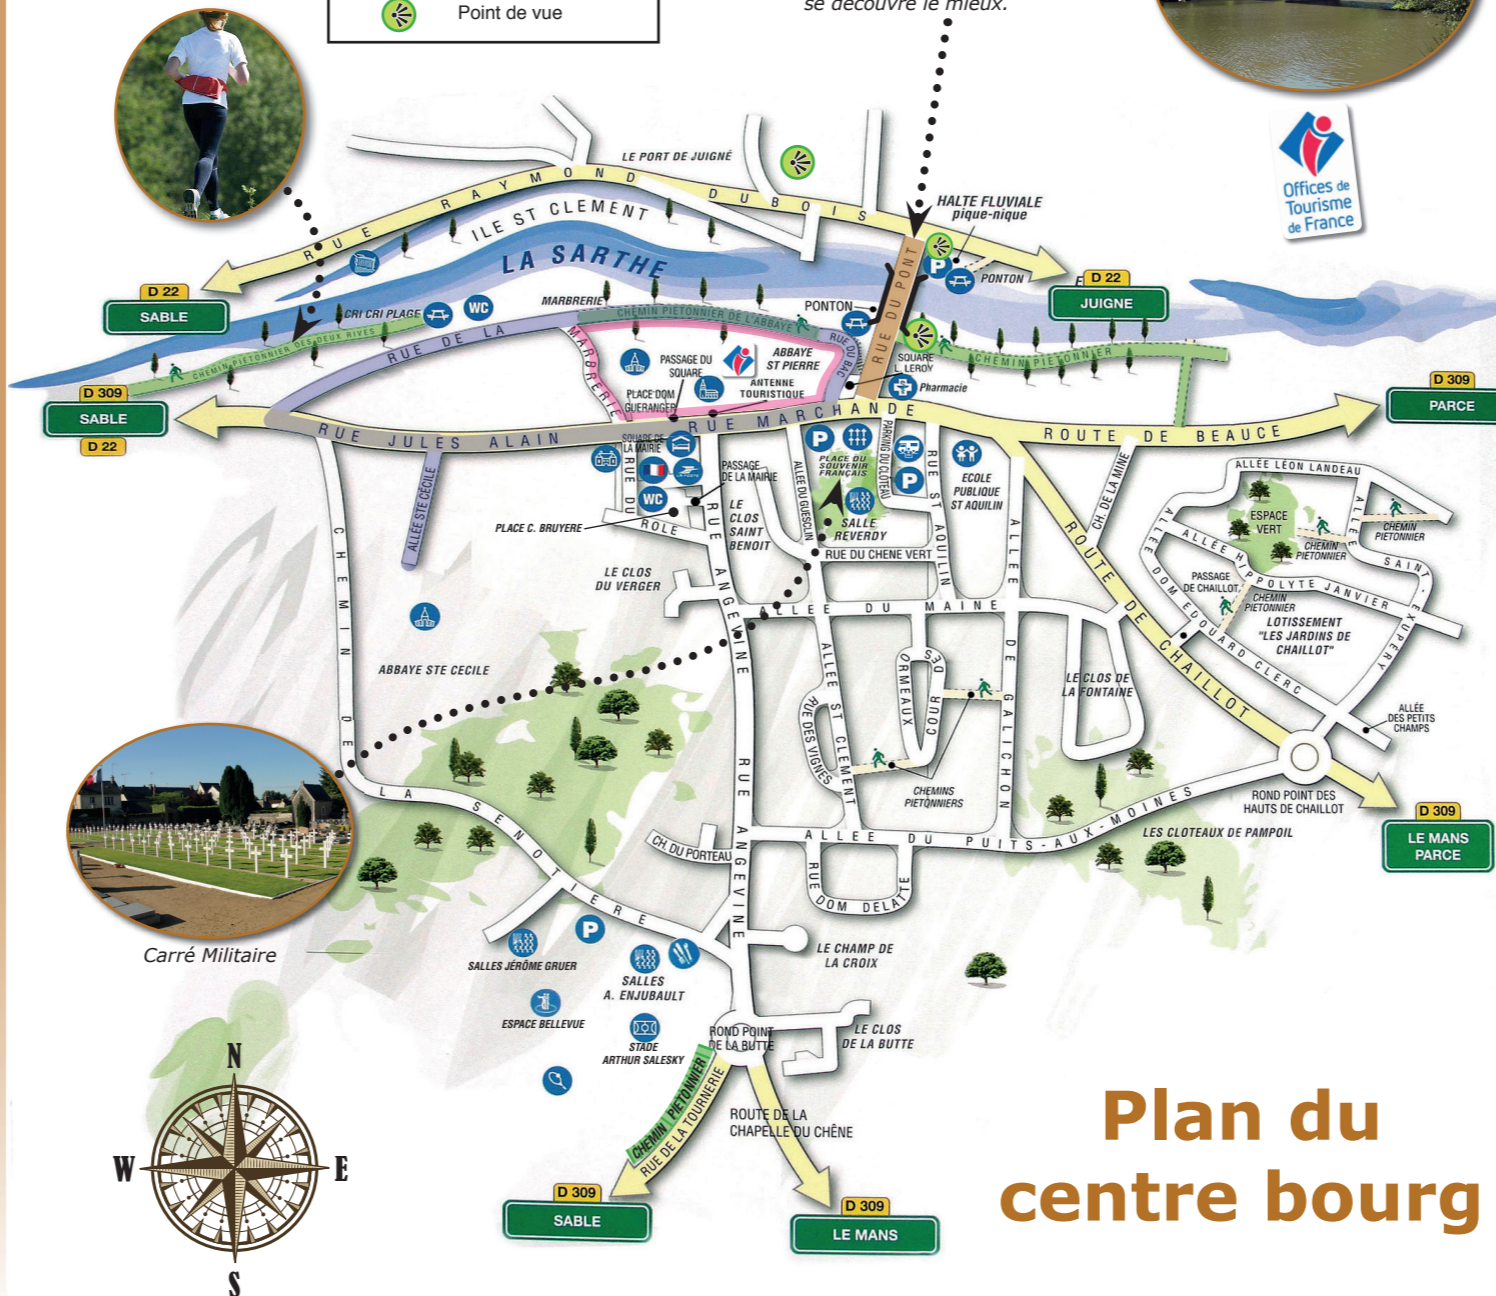 Point de vue
se découvre le mieux.
Offices de
Tourisme
de France
LE PORT DE JUIGNÉ
RUE RAYMOND DUBOIS
ILE ST CLEMENT
LA SARTHE
HALTE FLUVIALE
pique-nique
P
PONTON
D 22
SABLE
D 22
JUIGNE
CRI CRI PLAGE
WC
MARBRERIE
CHEMIN PIETONNIER DE L'ABBAYE
PONTON
RUE DU PONT
CHEMIN PIETONNIER DES DEUX RIVES
RUE DE LA
MARBRERIE
PASSAGE DU
SQUARE
ABBAYE
ST PIERRE
RUE DU BAC
SQUARE
L. LEROY
CHEMIN PIETONNIER
PLACE DOM
GUERANGER
ANTENNE
TOURISTIQUE
Pharmacie
D 309
SABLE
D 22
D 309
PARCE
RUE JULES ALAIN
RUE MARCHANDE
ROUTE DE BEAUCE
SQUARE DE
LA MAIRIE
RUE DU
ROLE
WC
PASSAGE
DE LA MAIRIE
PLACE C. BRUYERE
ALLÉE STE CECILE
LE
CLOS
SAINT
BENOIT
ALLEE DU GUESCLIN
P
PLACE DU
SOUVENIR
FRANÇAIS
SALLE
REVERDY
PARKING DU CLOTEAU
P
RUE ST AQUILIN
ECOLE
PUBLIQUE
ST AQUILIN
RUE DU CHENE VERT
CH. DE LA MINE
ROUTE DE CHAILLOT
ALLÉE LÉON LANDEAU
ESPACE
VERT
CHEMIN
PIETONNIER
CHEMIN
PIETONNIER
ALLÉE SAINT-EXUPERY
ALLÉE HIPPOLYTE JANVIER
ALLÉE DOM EDOUARD CLERC
PASSAGE
DE CHAILLOT
CHEMIN
PIETONNIER
LOTISSEMENT
"LES JARDINS DE
CHAILLOT"
ALLÉE
DES PETITS
CHAMPS
LE CLOS
DU VERGER
RUE ANGEVINE
ALLEE DU MAINE
ALLEE DE GALICHON
LE CLOS DE
LA FONTAINE
COUR DES ORMEAUX
ALLEE ST CLEMENT
RUE DES VIGNES
CHEMINS
PIETONNIERS
ABBAYE STE CECILE
CHEMIN DE LA SENOTIERE
RUE ANGEVINE
ROND POINT DES
HAUTS DE CHAILLOT
LES CLOTEAUX DE PAMPOIL
D 309
LE MANS
PARCE
ALLEE DU PUITS-AUX-MOINES
CH. DU PORTEAU
RUE DOM DELATTE
Carré Militaire
P
SALLES JÉRÔME GRUER
SALLES
A. ENJUBAULT
LE CHAMP DE
LA CROIX
ESPACE BELLEVUE
STADE
ARTHUR SALESKY
ROND POINT
DE LA BUTTE
LE CLOS
DE LA BUTTE
CHEMIN PIETONNIER
RUE DE LA TOURNERIE
ROUTE DE LA
CHAPELLE DU CHÊNE
D 309
SABLE
D 309
LE MANS
N
W
E
S
Plan du
centre bourg